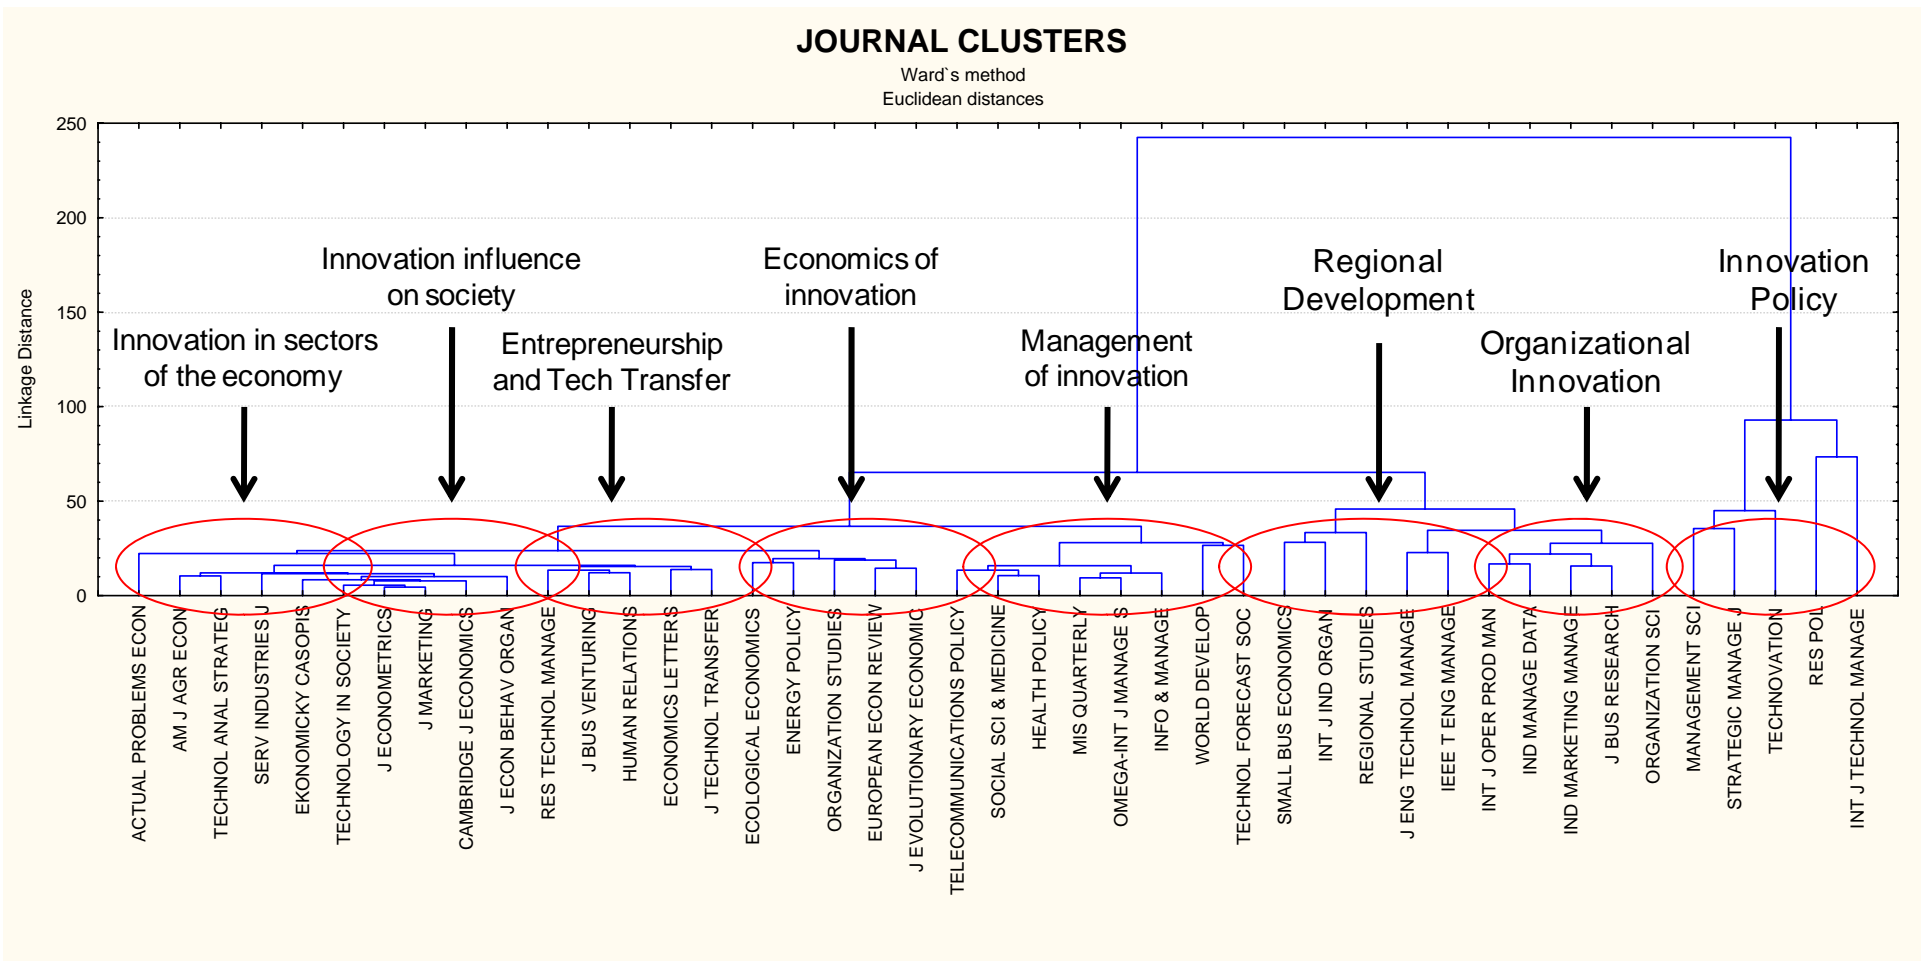 JOURNAL CLUSTERS
Ward`s method
Euclidean distances
Linkage Distance
250
200
150
100
50
0
Innovation in sectors
of the economy
Innovation influence
on society
Entrepreneurship
and Tech Transfer
Economics of
innovation
Management
of innovation
Regional
Development
Organizational
Innovation
Innovation
Policy
ACTUAL PROBLEMS ECON
AM J AGR ECON
TECHNOL ANAL STRATEG
SERV INDUSTRIES J
EKONOMICKY CASOPIS
TECHNOLOGY IN SOCIETY
J ECONOMETRICS
J MARKETING
CAMBRIDGE J ECONOMICS
J ECON BEHAV ORGAN
RES TECHNOL MANAGE
J BUS VENTURING
HUMAN RELATIONS
ECONOMICS LETTERS
J TECHNOL TRANSFER
ECOLOGICAL ECONOMICS
ENERGY POLICY
ORGANIZATION STUDIES
EUROPEAN ECON REVIEW
J EVOLUTIONARY ECONOMIC
TELECOMMUNICATIONS POLICY
SOCIAL SCI & MEDICINE
HEALTH POLICY
MIS QUARTERLY
OMEGA-INT J MANAGE S
INFO & MANAGE
WORLD DEVELOP
TECHNOL FORECAST SOC
SMALL BUS ECONOMICS
INT J IND ORGAN
REGIONAL STUDIES
J ENG TECHNOL MANAGE
IEEE T ENG MANAGE
INT J OPER PROD MAN
IND MANAGE DATA
IND MARKETING MANAGE
J BUS RESEARCH
ORGANIZATION SCI
MANAGEMENT SCI
STRATEGIC MANAGE J
TECHNOVATION
RES POL
INT J TECHNOL MANAGE